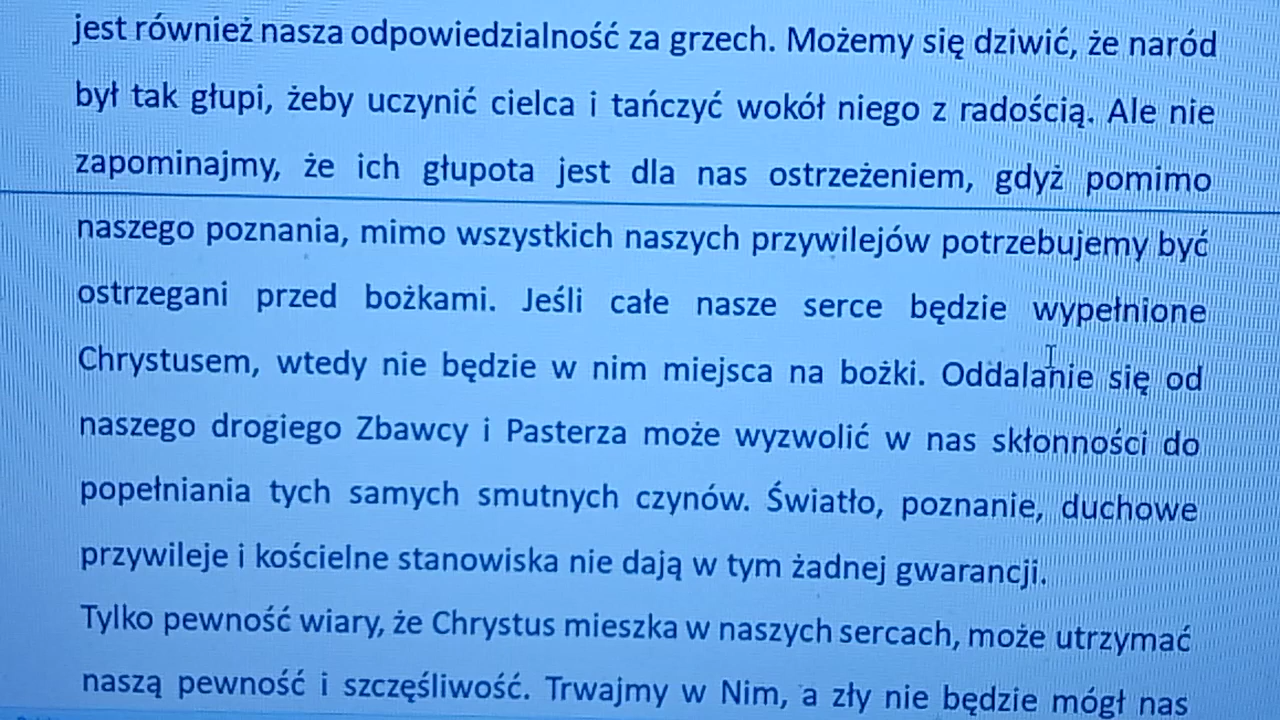 jest również nasza odpowiedzialność za grzech. Możemy się dziwić, że naród
był tak głupi, żeby uczynić cielca i tańczyć wokół niego z radością. Ale nie
zapominajmy, że ich głupota jest dla nas ostrzeżeniem, gdyż pomimo
naszego poznania, mimo wszystkich naszych przywilejów potrzebujemy być
ostrzegani przed bożkami. Jeśli całe nasze serce będzie wypełnione
Chrystusem, wtedy nie będzie w nim miejsca na bożki. Oddalanie się od
naszego drogiego Zbawcy i Pasterza może wyzwolić w nas skłonności do
popełniania tych samych smutnych czynów. Światło, poznanie, duchowe
przywileje i kościelne stanowiska nie dają w tym żadnej gwarancji.
Tylko pewność wiary, że Chrystus mieszka w naszych sercach, może utrzymać
naszą pewność i szczęśliwość. Trwajmy w Nim, a zły nie będzie mógł nas